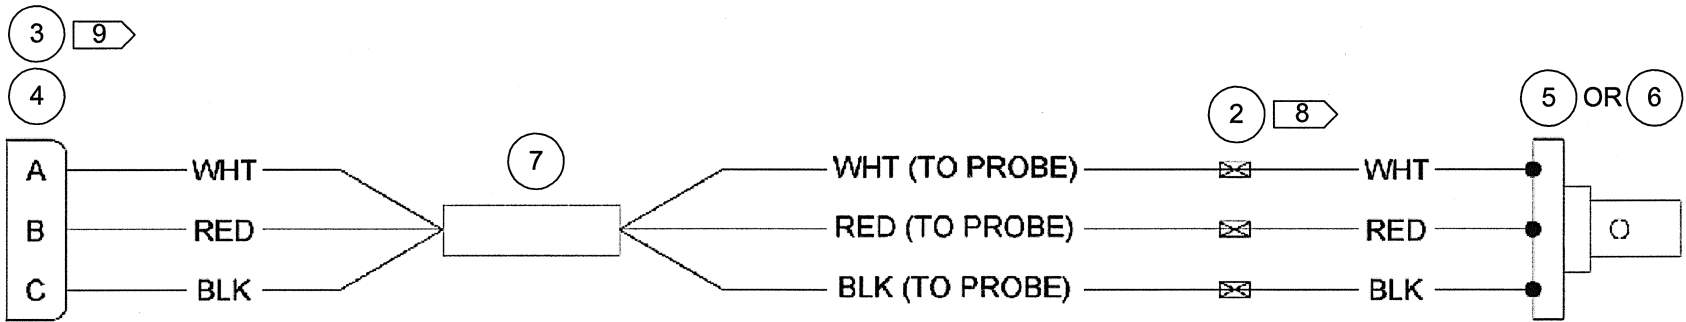 3 9
4
2 8
5 OR 6
7
A WHT WHT (TO PROBE) WHT
B RED RED (TO PROBE) RED
C BLK BLK (TO PROBE) BLK